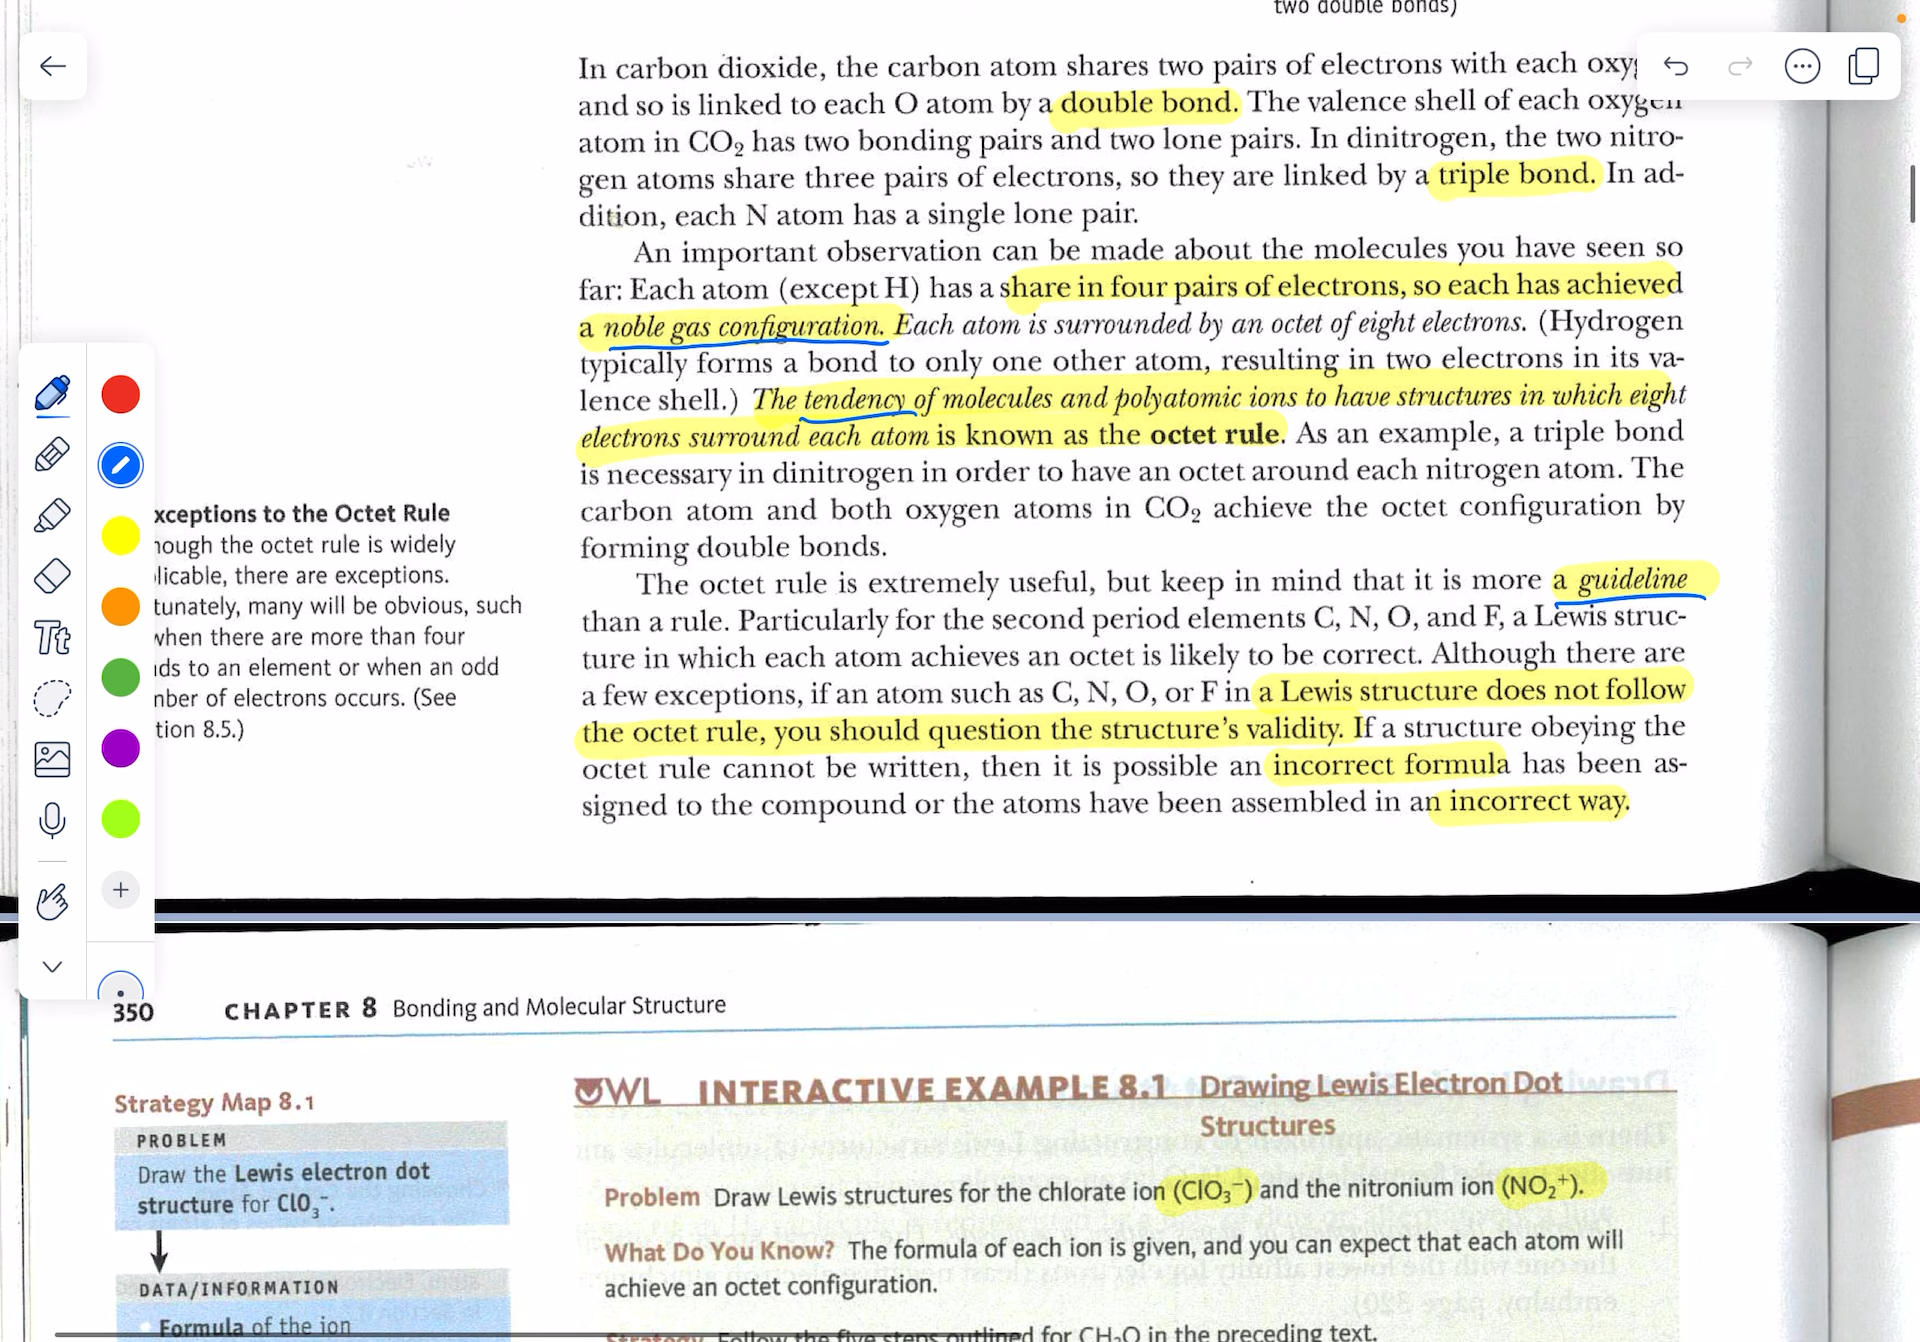 two double bonds)
In carbon dioxide, the carbon atom shares two pairs of electrons with each
and so is linked to each O atom by a double bond. The valence shell of each oxygen
atom in CO₂ has two bonding pairs and two lone pairs. In dinitrogen, the two nitro-
gen atoms share three pairs of electrons, so they are linked by a triple bond. In ad-
dition, each N atom has a single lone pair.
An important observation can be made about the molecules you have seen so
far: Each atom (except H) has a share in four pairs of electrons, so each has achieved
a noble gas configuration. Each atom is surrounded by an octet of eight electrons. (Hydrogen
typically forms a bond to only one other atom, resulting in two electrons in its va-
lence shell.) The tendency of molecules and polyatomic ions to have structures in which eight
electrons surround each atom is known as the octet rule. As an example, a triple bond
is necessary in dinitrogen in order to have an octet around each nitrogen atom. The
carbon atom and both oxygen atoms in CO₂ achieve the octet configuration by
forming double bonds.
The octet rule is extremely useful, but keep in mind that it is more a guideline
than a rule. Particularly for the second period elements C, N, O, and F, a Lewis struc-
ture in which each atom achieves an octet is likely to be correct. Although there are
a few exceptions, if an atom such as C, N, O, or F in a Lewis structure does not follow
the octet rule, you should question the structure's validity. If a structure obeying the
octet rule cannot be written, then it is possible an incorrect formula has been as-
signed to the compound or the atoms have been assembled in an incorrect way.
xceptions to the Octet Rule
hough the octet rule is widely
licable, there are exceptions.
tunately, many will be obvious, such
when there are more than four
ds to an element or when an odd
nber of electrons occurs. (See
tion 8.5.)
Tt
350 CHAPTER 8 Bonding and Molecular Structure
Strategy Map 8.1
PROBLEM
Draw the Lewis electron dot
structure for ClO₃⁻.
DATA/INFORMATION
Formula of the ion
OWL INTERACTIVE EXAMPLE 8.1 Drawing Lewis Electron Dot
Structures
Problem Draw Lewis structures for the chlorate ion (ClO₃⁻) and the nitronium ion (NO₂⁺).
What Do You Know? The formula of each ion is given, and you can expect that each atom will
achieve an octet configuration.
Strategy Follow the five steps outlined for CH₂O in the preceding text.